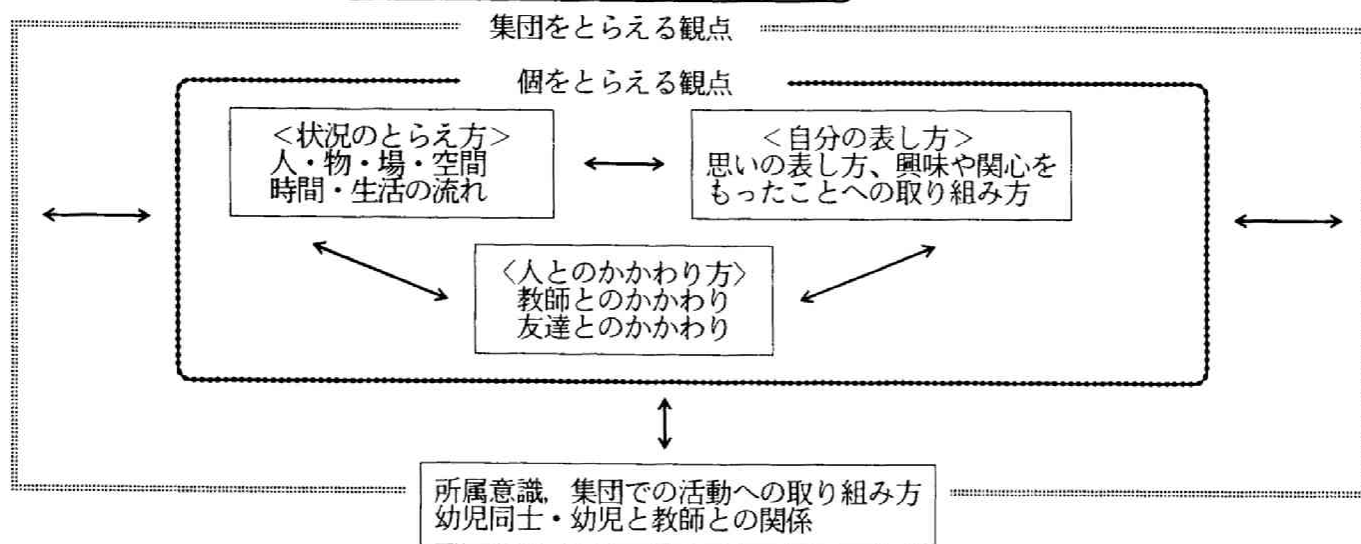 集団をとらえる観点
個をとらえる観点
＜状況のとらえ方＞
人・物・場・空間
時間・生活の流れ
＜自分の表し方＞
思いの表し方、興味や関心を
もったことへの取り組み方
〈人とのかかわり方〉
教師とのかかわり
友達とのかかわり
所属意識，集団での活動への取り組み方
幼児同士・幼児と教師との関係